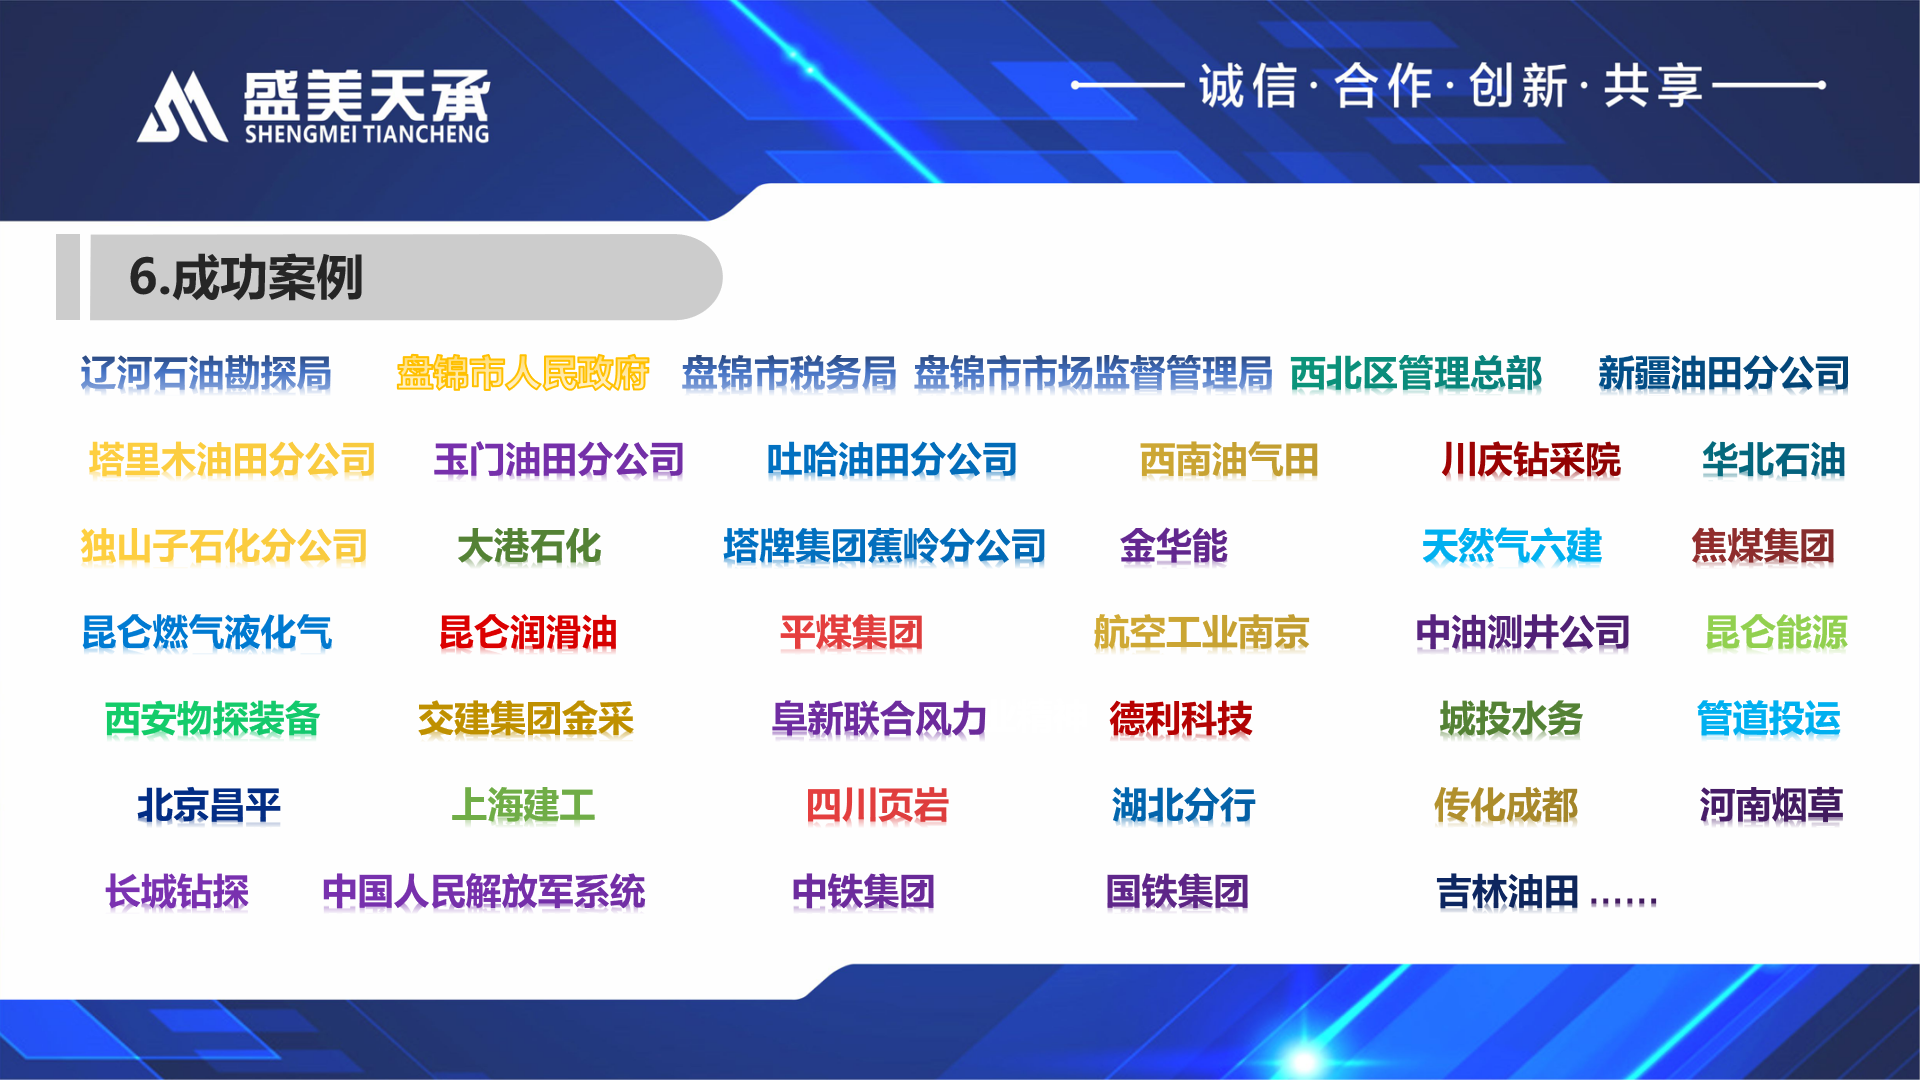 盛美天承
SHENGMEI TIANCHENG
诚信·合作·创新·共享
6.成功案例
辽河石油勘探局 盘锦市人民政府 盘锦市税务局 盘锦市市场监督管理局 西北区管理总部 新疆油田分公司
塔里木油田分公司 玉门油田分公司 吐哈油田分公司 西南油气田 川庆钻采院 华北石油
独山子石化分公司 大港石化 塔牌集团蕉岭分公司 金华能 天然气六建 焦煤集团
昆仑燃气液化气 昆仑润滑油 平煤集团 航空工业南京 中油测井公司 昆仑能源
西安物探装备 交建集团金采 阜新联合风力 德利科技 城投水务 管道投运
北京昌平 上海建工 四川页岩 湖北分行 传化成都 河南烟草
长城钻探 中国人民解放军系统 中铁集团 国铁集团 吉林油田 ……